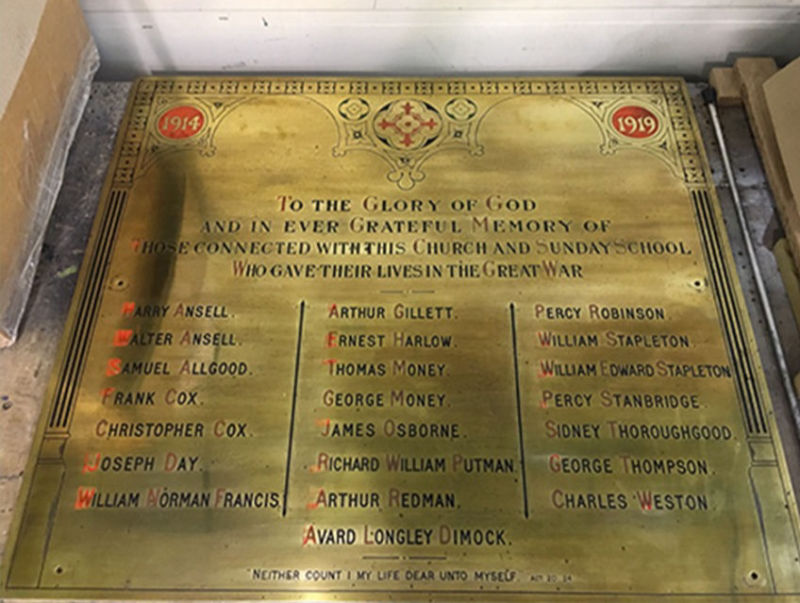 1914
1919
TO THE GLORY OF GOD
AND IN EVER GRATEFUL MEMORY OF
THOSE CONNECTED WITH THIS CHURCH AND SUNDAY SCHOOL
WHO GAVE THEIR LIVES IN THE GREAT WAR
HARRY ANSELL.
WALTER ANSELL.
SAMUEL ALLGOOD.
FRANK COX.
CHRISTOPHER COX.
JOSEPH DAY.
WILLIAM NORMAN FRANCIS
ARTHUR GILLETT.
ERNEST HARLOW.
THOMAS MONEY.
GEORGE MONEY.
JAMES OSBORNE.
RICHARD WILLIAM PUTMAN.
ARTHUR REDMAN.
PERCY ROBINSON.
WILLIAM STAPLETON.
WILLIAM EDWARD STAPLETON
PERCY STANBRIDGE.
SIDNEY THOROUGHGOOD.
GEORGE THOMPSON.
CHARLES WESTON.
AVARD LONGLEY DIMOCK.
"NEITHER COUNT I MY LIFE DEAR UNTO MYSELF."